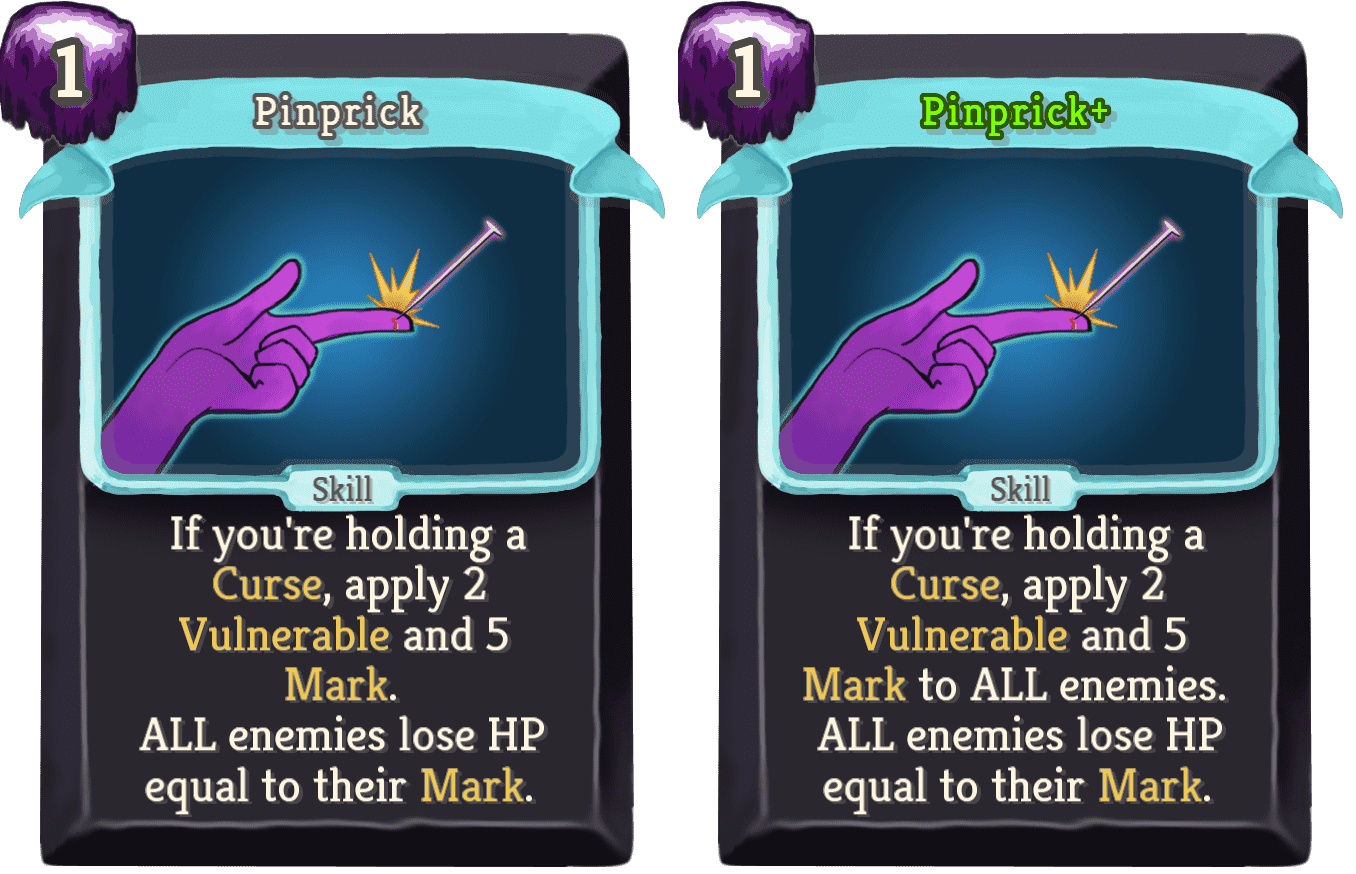 1
Pinprick
Skill
If you're holding a
Curse, apply 2
Vulnerable and 5
Mark.
ALL enemies lose HP
equal to their Mark.
1
Pinprick+
Skill
If you're holding a
Curse, apply 2
Vulnerable and 5
Mark to ALL enemies.
ALL enemies lose HP
equal to their Mark.